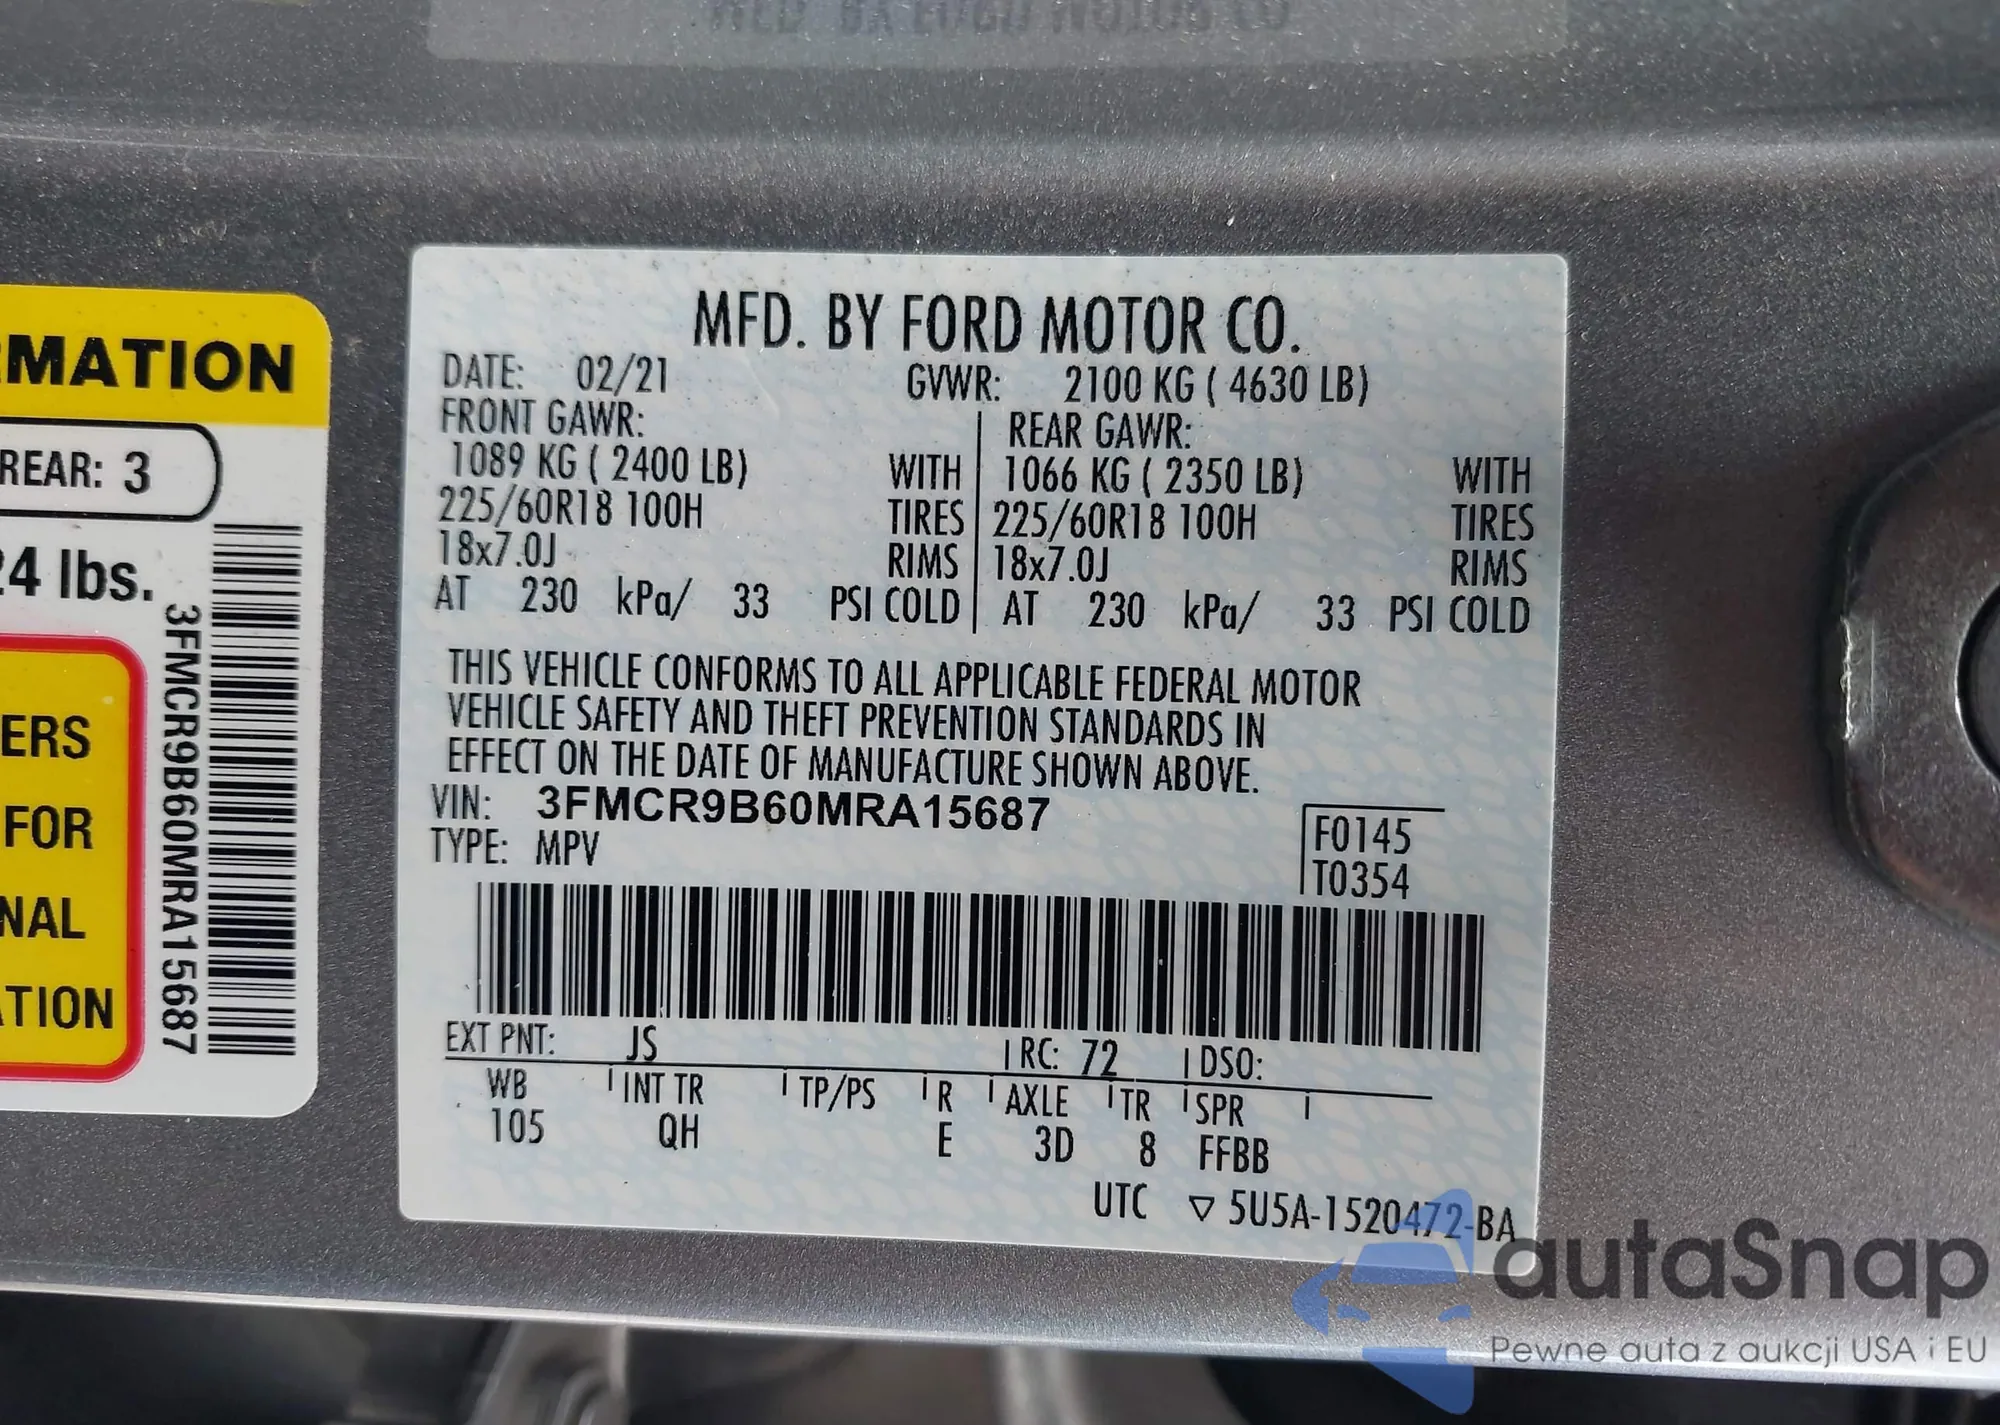 MATION
REAR: 3
4 lbs.
3FMCR9B60MRA15687
ERS
FOR
NAL
ATION
MFD. BY FORD MOTOR CO.
DATE: 02/21 GVWR: 2100 KG ( 4630 LB)
FRONT GAWR: REAR GAWR:
1089 KG ( 2400 LB) WITH 1066 KG ( 2350 LB) WITH
225/60R18 100H TIRES 225/60R18 100H TIRES
18x7.0J RIMS 18x7.0J RIMS
AT 230 kPa/ 33 PSI COLD AT 230 kPa/ 33 PSI COLD
THIS VEHICLE CONFORMS TO ALL APPLICABLE FEDERAL MOTOR
VEHICLE SAFETY AND THEFT PREVENTION STANDARDS IN
EFFECT ON THE DATE OF MANUFACTURE SHOWN ABOVE.
VIN: 3FMCR9B60MRA15687
TYPE: MPV
F0145
T0354
EXT PNT: JS RC: 72 DSO:
WB INT TR TP/PS R AXLE TR SPR
105 QH E 3D 8 FFBB
UTC ▽ 5U5A-1520472-BA
autaSnap
Pewne auta z aukcji USA i EU